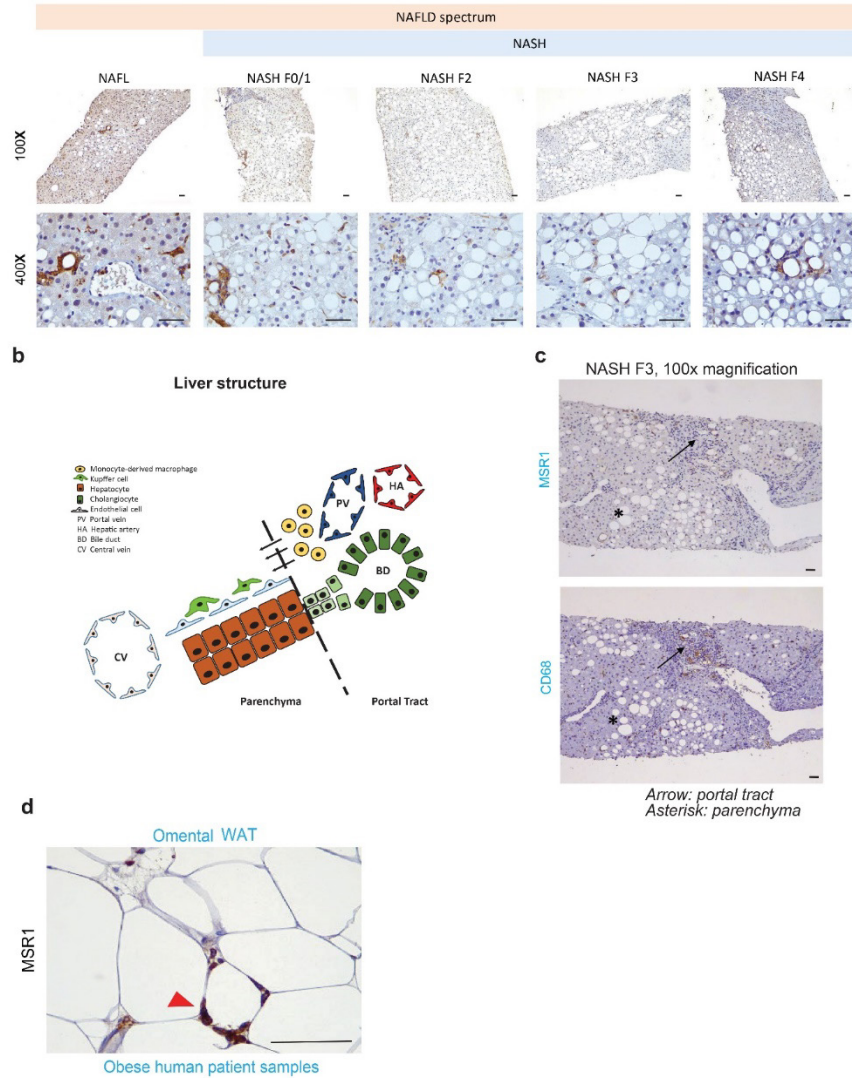 NAFLD spectrum
NASH
NAFL
NASH F0/1
NASH F2
NASH F3
NASH F4
100X
400X
b
Liver structure
Monocyte-derived macrophage
Kupffer cell
Hepatocyte
Cholangiocyte
Endothelial cell
PV Portal vein
HA Hepatic artery
BD Bile duct
CV Central vein
PV
HA
BD
CV
Parenchyma
Portal Tract
c
NASH F3, 100x magnification
MSR1
*
CD68
*
Arrow: portal tract
Asterisk: parenchyma
d
Omental WAT
MSR1
Obese human patient samples